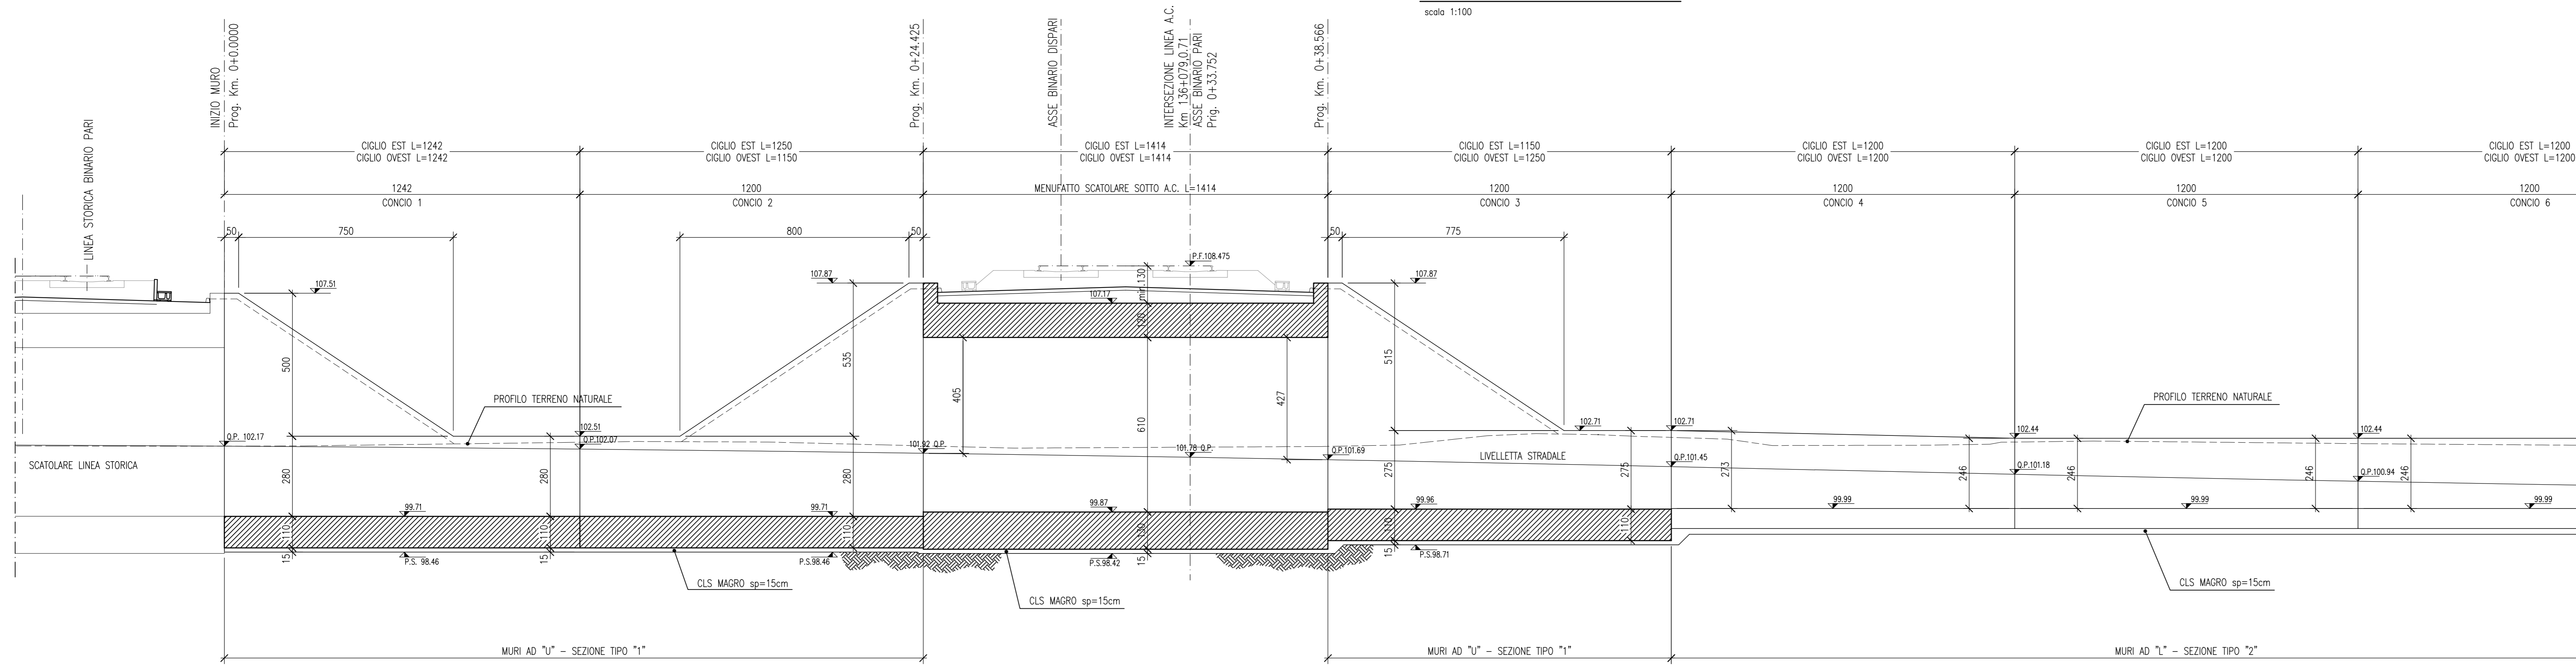 scala 1:100
LINEA STORICA BINARIO PARI
INIZIO MURO
Prog. Km. 0+0.0000
Prog. Km. 0+24.425
ASSE BINARIO DISPARI
INTERSEZIONE LINEA A.C.
Km 136+079,0.71
ASSE BINARIO PARI
Prig. 0+33.752
Prog. Km. 0+38.566
CIGLIO EST L=1242
CIGLIO OVEST L=1242
CIGLIO EST L=1250
CIGLIO OVEST L=1150
CIGLIO EST L=1414
CIGLIO OVEST L=1414
CIGLIO EST L=1150
CIGLIO OVEST L=1250
CIGLIO EST L=1200
CIGLIO OVEST L=1200
CIGLIO EST L=1200
CIGLIO OVEST L=1200
CIGLIO EST L=1200
CIGLIO OVEST L=1200
1242
CONCIO 1
1200
CONCIO 2
MENUFATTO SCATOLARE SOTTO A.C. L=1414
1200
CONCIO 3
1200
CONCIO 4
1200
CONCIO 5
1200
CONCIO 6
50
750
800
50
50
775
107.51
107.87
P.F.108.475
107.17
min.130
120
107.87
500
535
405
610
427
515
PROFILO TERRENO NATURALE
PROFILO TERRENO NATURALE
Q.P. 102.17
102.51
Q.P.102.07
101.92 Q.P.
101.78 Q.P.
Q.P.101.69
102.71
102.71
Q.P.101.45
102.44
Q.P.101.18
102.44
Q.P.100.94
LIVELLETTA STRADALE
SCATOLARE LINEA STORICA
280
280
280
275
275
273
246
246
246
246
99.71
99.71
99.87
99.96
99.99
99.99
99.99
110
110
110
130
110
110
15
15
15
15
P.S. 98.46
P.S.98.46
P.S.98.42
P.S.98.71
CLS MAGRO sp=15cm
CLS MAGRO sp=15cm
CLS MAGRO sp=15cm
MURI AD "U" – SEZIONE TIPO "1"
MURI AD "U" – SEZIONE TIPO "1"
MURI AD "L" – SEZIONE TIPO "2"